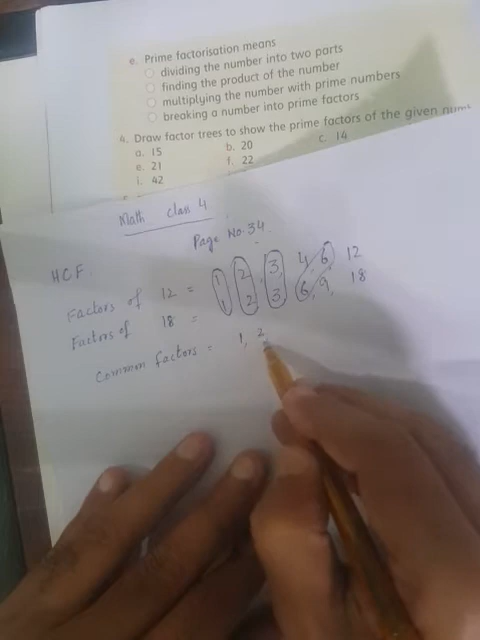 e. Prime factorisation means
dividing the number into two parts
finding the product of the number
multiplying the number with prime numbers
breaking a number into prime factors
4. Draw factor trees to show the prime factors of the given
a. 15 b. 20 c. 14
e. 21 f. 22
i. 42
Math class 4
Page No. 34
HCF.
Factors of 12 = 1, 2, 3, 4, 6, 12
Factors of 18 = 1, 2, 3, 6, 9, 18
Common factors = 1, 2